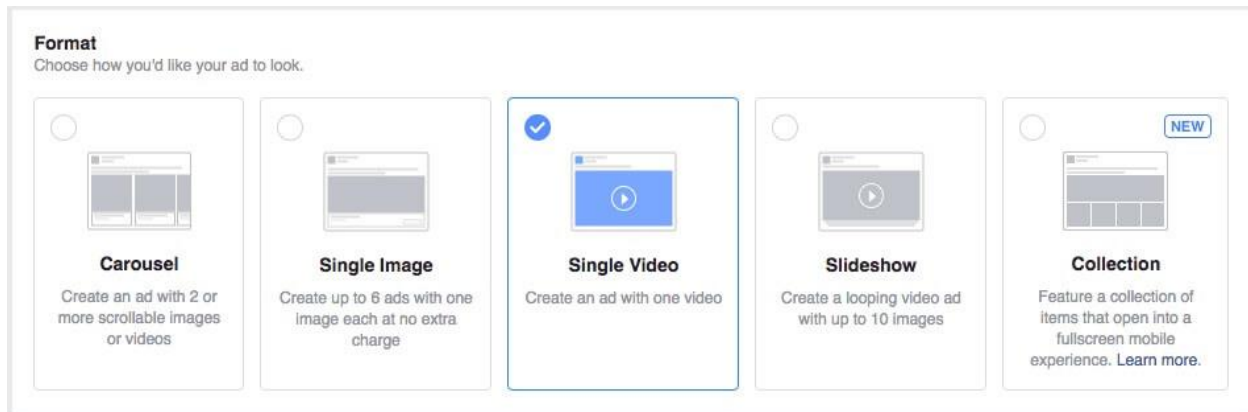 Format
Choose how you'd like your ad to look.
Carousel
Create an ad with 2 or
more scrollable images
or videos
Single Image
Create up to 6 ads with one
image each at no extra
charge
Single Video
Create an ad with one video
Slideshow
Create a looping video ad
with up to 10 images
NEW
Collection
Feature a collection of
items that open into a
fullscreen mobile
experience. Learn more.